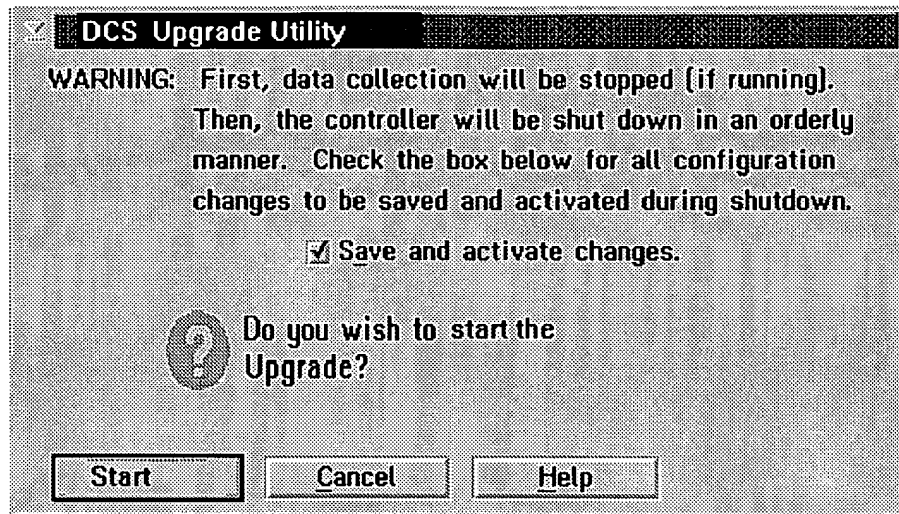 DCS Upgrade Utility
WARNING: First, data collection will be stopped (if running).
Then, the controller will be shut down in an orderly
manner. Check the box below for all configuration
changes to be saved and activated during shutdown.
Save and activate changes.
Do you wish to start the
Upgrade?
Start Cancel Help